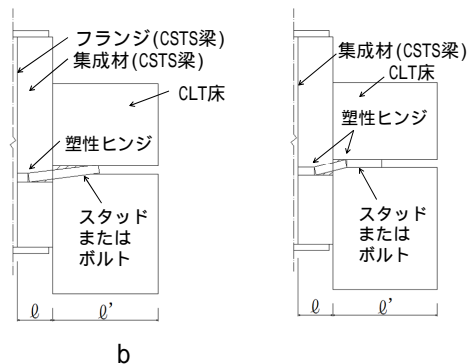 フランジ(CSTS梁)
集成材(CSTS梁)
CLT床
塑性ヒンジ
スタッド
または
ボルト
ℓ
ℓ'
b
集成材(CSTS梁)
CLT床
塑性ヒンジ
スタッド
または
ボルト
ℓ
ℓ'